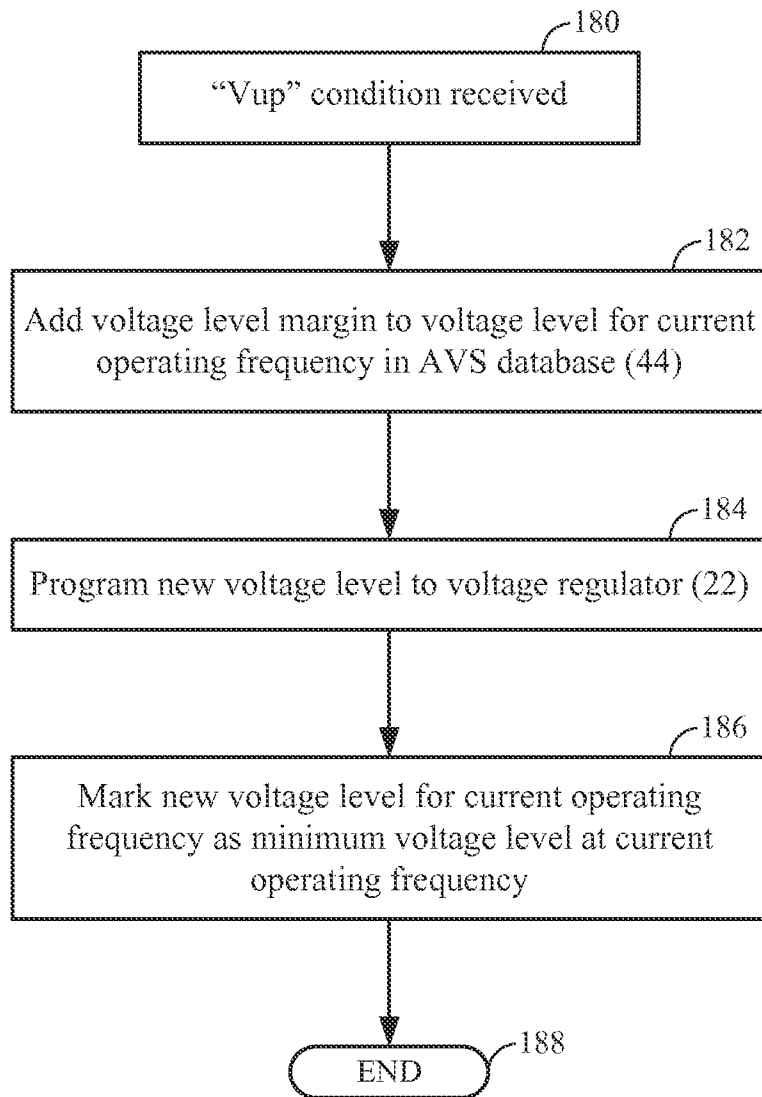 180
“Vup” condition received
182
Add voltage level margin to voltage level for current
operating frequency in AVS database (44)
184
Program new voltage level to voltage regulator (22)
186
Mark new voltage level for current operating
frequency as minimum voltage level at current
operating frequency
END
188